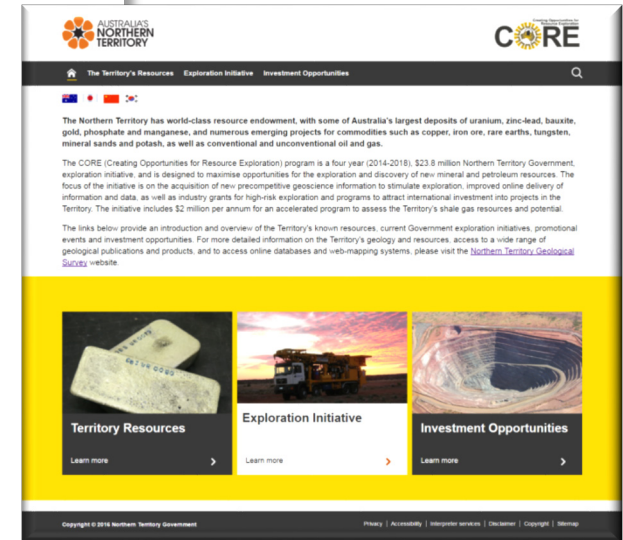 AUSTRALIA'S
NORTHERN
TERRITORY
Creating Opportunities for
Resource Exploration
CORE
The Territory's Resources Exploration Initiative Investment Opportunities
The Northern Territory has world-class resource endowment, with some of Australia's largest deposits of uranium, zinc-lead, bauxite,
gold, phosphate and manganese, and numerous emerging projects for commodities such as copper, iron ore, rare earths, tungsten,
mineral sands and potash, as well as conventional and unconventional oil and gas.
The CORE (Creating Opportunities for Resource Exploration) program is a four year (2014-2018), $23.8 million Northern Territory Government,
exploration initiative, and is designed to maximise opportunities for the exploration and discovery of new mineral and petroleum resources. The
focus of the initiative is on the acquisition of new precompetitive geoscience information to stimulate exploration, improved online delivery of
information and data, as well as industry grants for high-risk exploration and programs to attract international investment into projects in the
Territory. The initiative includes $2 million per annum for an accelerated program to assess the Territory's shale gas resources and potential.
The links below provide an introduction and overview of the Territory's known resources, current Government exploration initiatives, promotional
events and investment opportunities. For more detailed information on the Territory's geology and resources, access to a wide range of
geological publications and products, and to access online databases and web-mapping systems, please visit the Northern Territory Geological
Survey website.
Territory Resources
Learn more
Exploration Initiative
Learn more
Investment Opportunities
Learn more
Copyright © 2016 Northern Territory Government
Privacy | Accessibility | Interpreter services | Disclaimer | Copyright | Sitemap